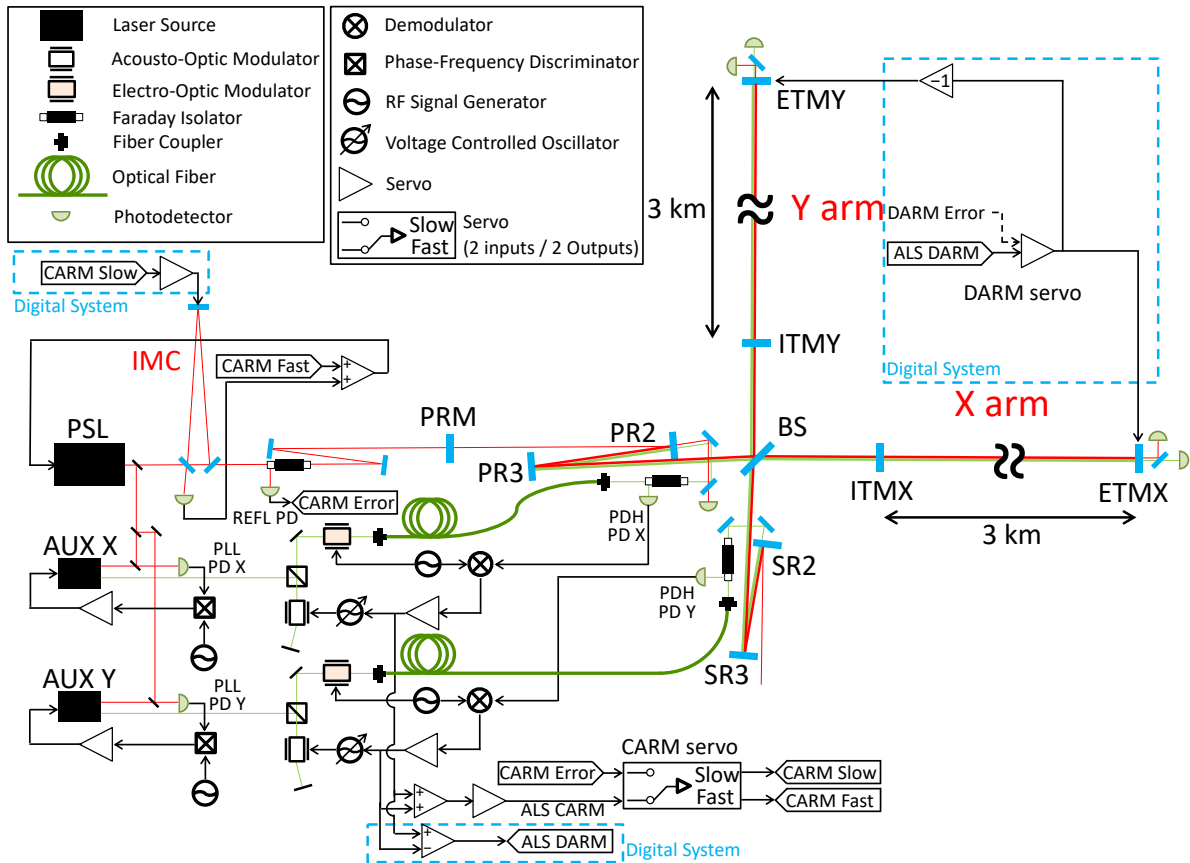 Laser Source
Acousto-Optic Modulator
Electro-Optic Modulator
Faraday Isolator
Fiber Coupler
Optical Fiber
Photodetector
Demodulator
Phase-Frequency Discriminator
RF Signal Generator
Voltage Controlled Oscillator
Servo
Slow
Fast
Servo
(2 inputs / 2 Outputs)
ETMY
−1
3 km
Y arm
DARM Error
ALS DARM
DARM servo
Digital System
CARM Slow
Digital System
IMC
CARM Fast
+
+
ITMY
X arm
PSL
PRM
PR2
PR3
BS
ITMX
ETMX
3 km
REFL PD
CARM Error
PDH
PD X
AUX X
PLL
PD X
SR2
PDH
PD Y
SR3
AUX Y
PLL
PD Y
CARM servo
CARM Error
Slow
Fast
CARM Slow
CARM Fast
+
+
ALS CARM
+
−
ALS DARM
Digital System